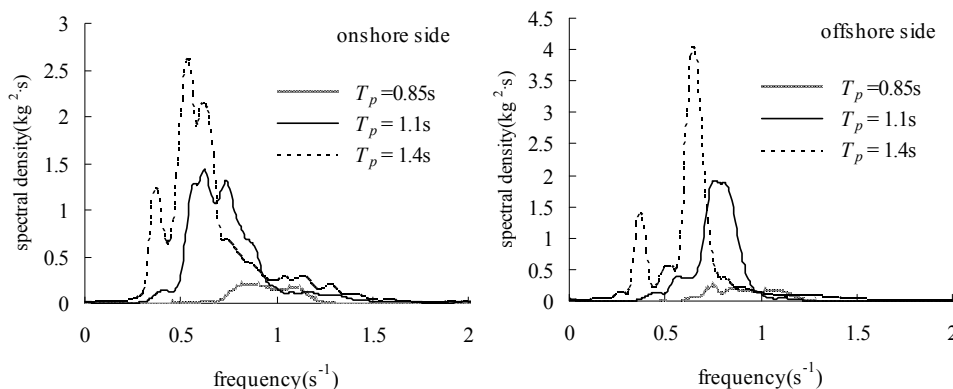 onshore side
T_p =0.85s
T_p = 1.1s
T_p = 1.4s
spectral density(kg²·s)
3
2.5
2
1.5
1
0.5
0
0 0.5 1 1.5 2
frequency(s⁻¹)
offshore side
T_p =0.85s
T_p = 1.1s
T_p = 1.4s
spectral density(kg²·s)
5
4.5
4
3.5
3
2.5
2
1.5
1
0.5
0
0 0.5 1 1.5 2
frequency(s⁻¹)